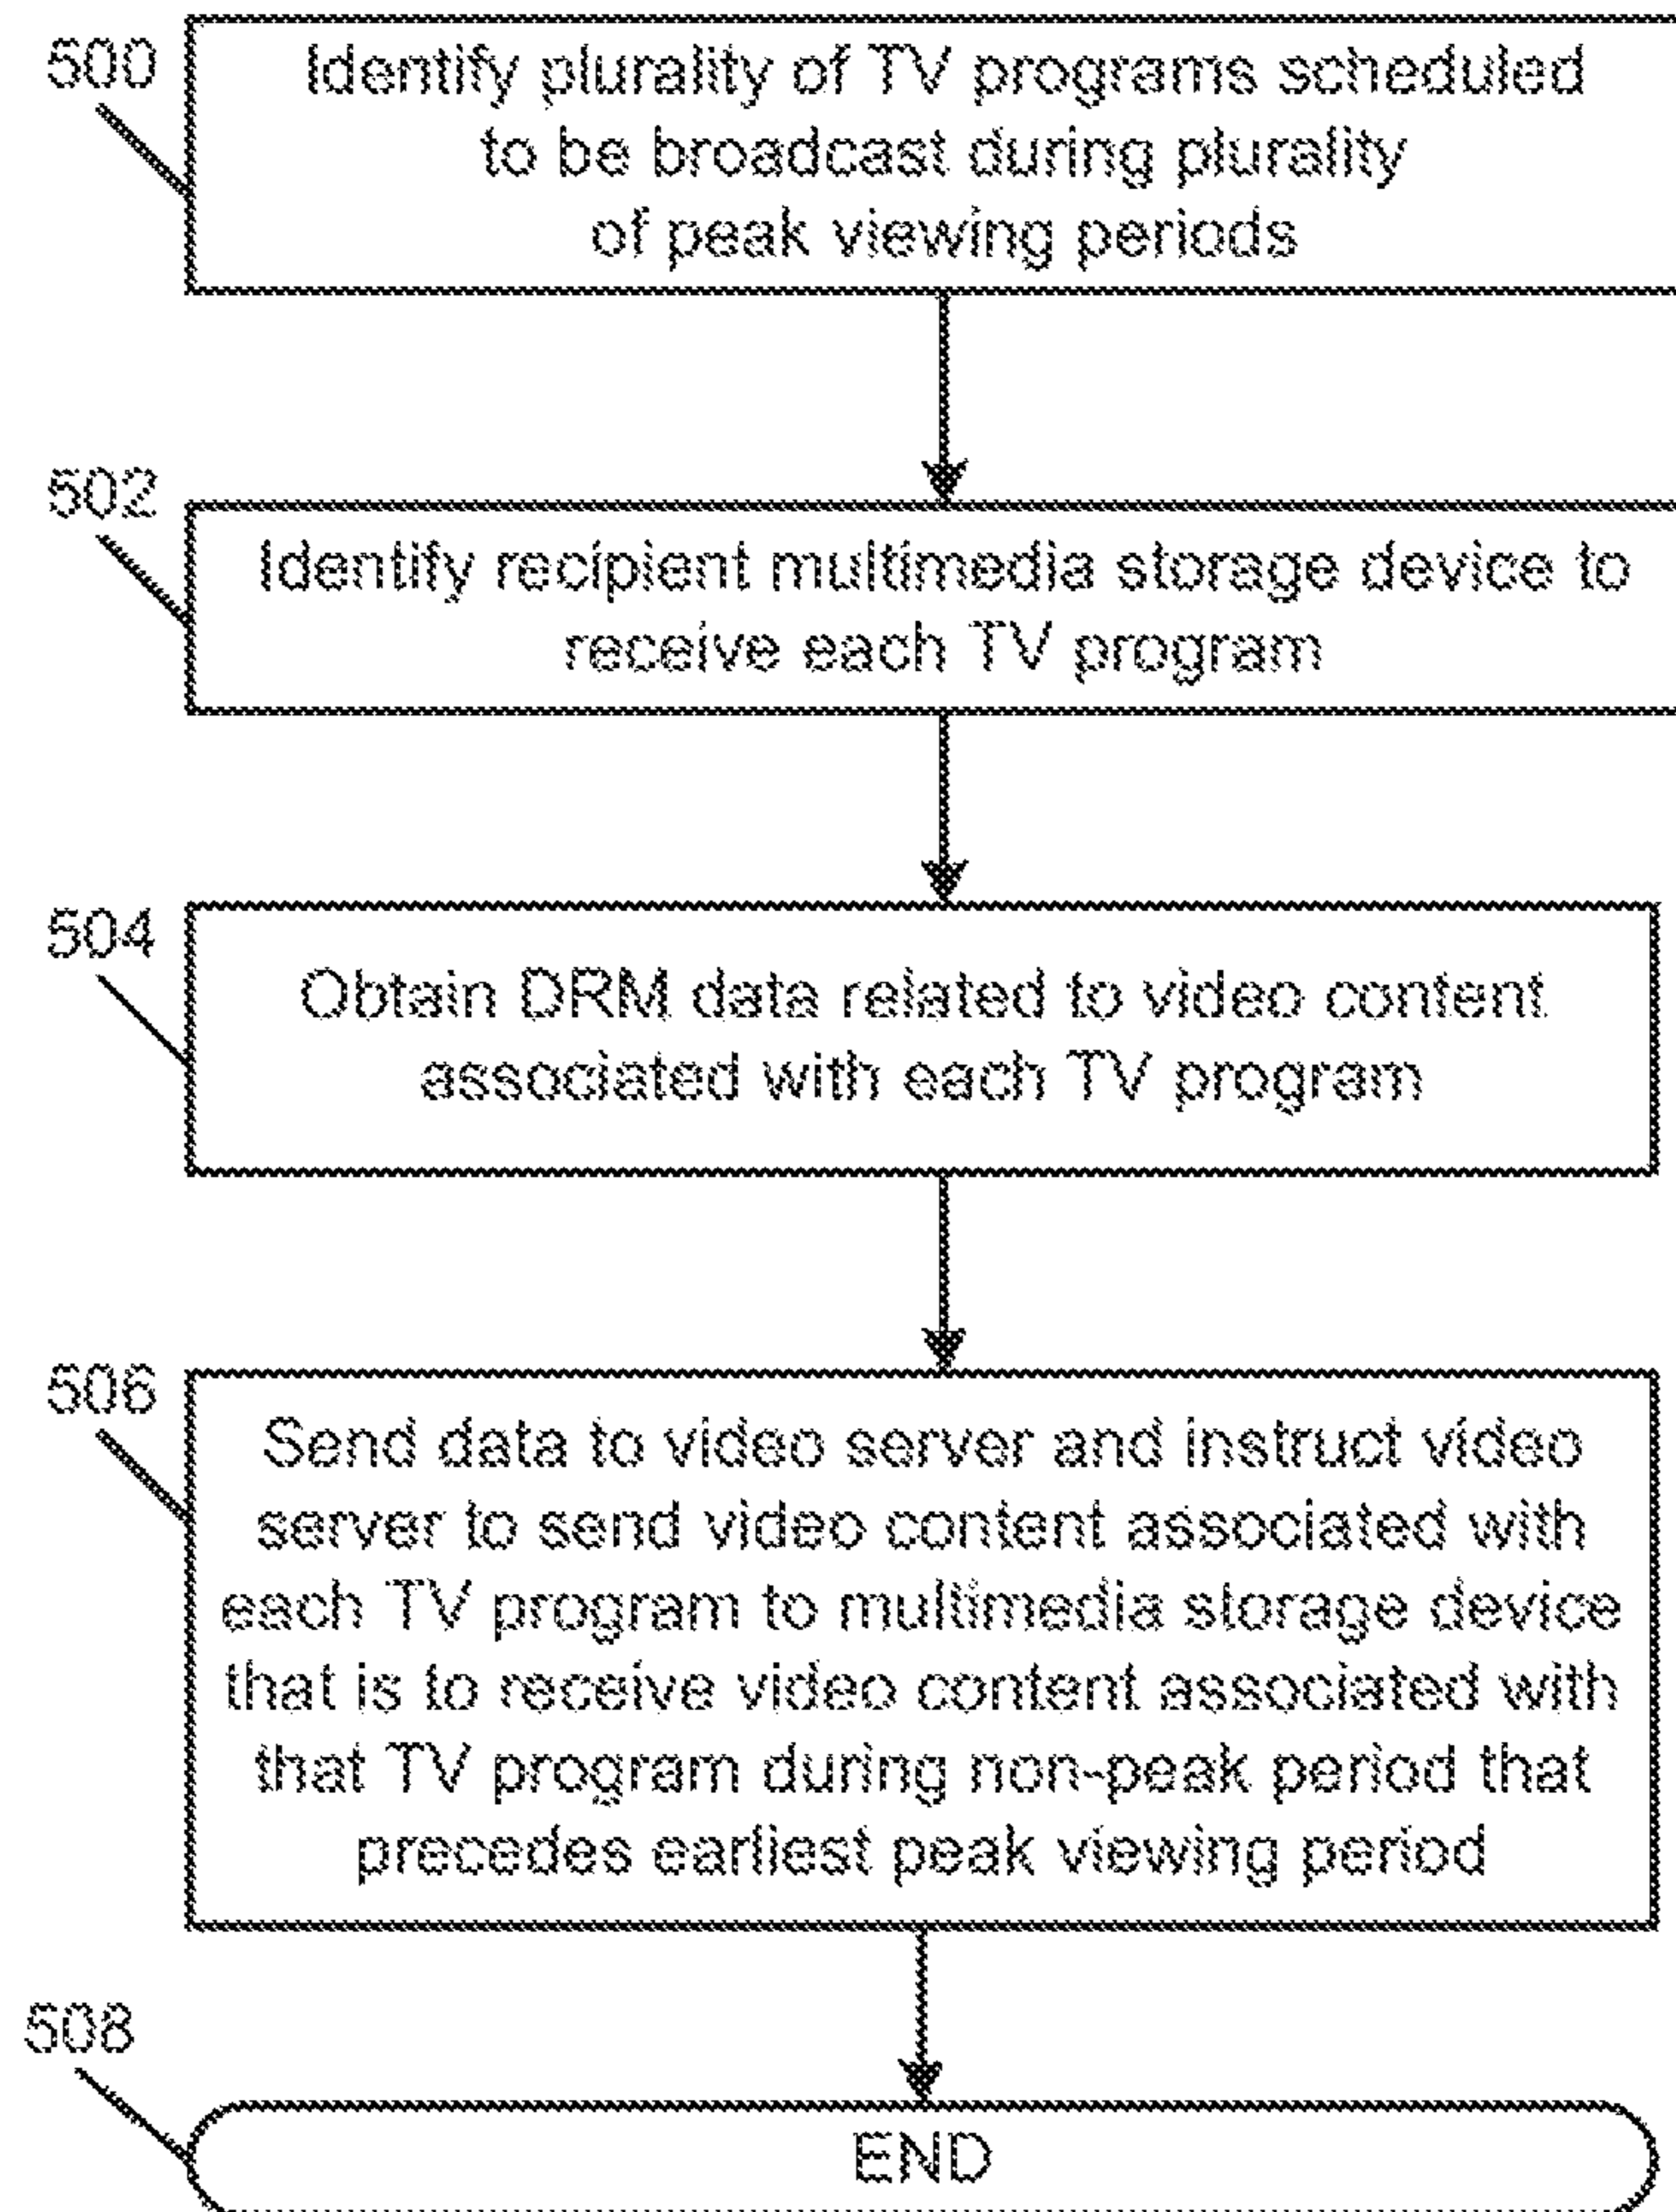 500
Identify plurality of TV programs scheduled
to be broadcast during plurality
of peak viewing periods
502
Identify recipient multimedia storage device to
receive each TV program
504
Obtain DRM data related to video content
associated with each TV program
506
Send data to video server and instruct video
server to send video content associated with
each TV program to multimedia storage device
that is to receive video content associated with
that TV program during non-peak period that
precedes earliest peak viewing period
508
END